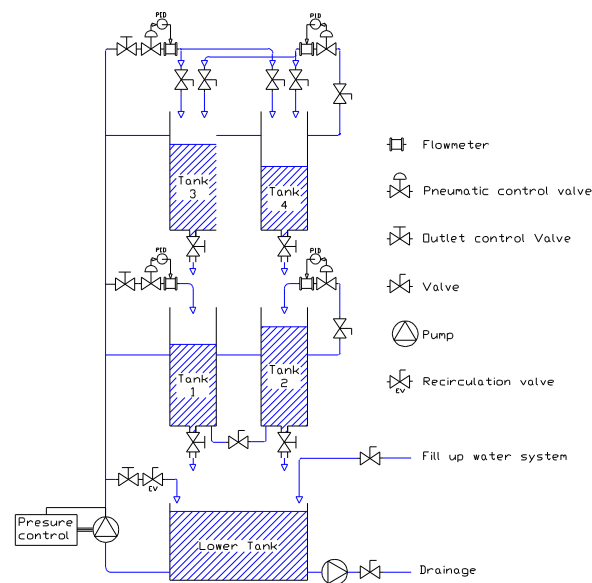 PID
PID
Tank
3
Tank
4
Flowmeter
Pneumatic control valve
Outlet control Valve
PID
PID
Valve
Pump
Tank
1
Tank
2
Recirculation valve
EV
Fill up water system
EV
Presure
control
Lower Tank
Drainage